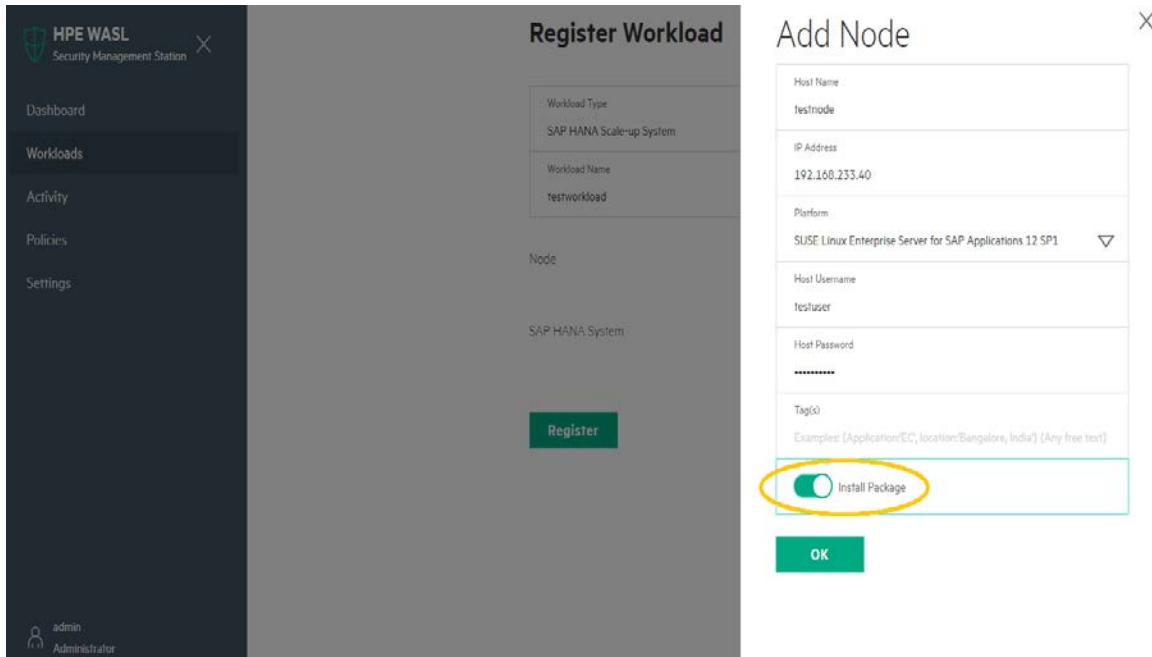 HPE WASL
Security Management Station
Dashboard
Workloads
Activity
Policies
Settings
admin
Administrator
Register Workload
Workload Type
SAP HANA Scale-up System
Workload Name
testworkload
Node
SAP HANA System
Register
Add Node
Host Name
testnode
IP Address
192.168.233.40
Platform
SUSE Linux Enterprise Server for SAP Applications 12 SP1
Host Username
testuser
Host Password
••••••••••
Tag(s)
Examples: {Application:'EC', location:'Bangalore, India'} {Any free text}
Install Package
OK